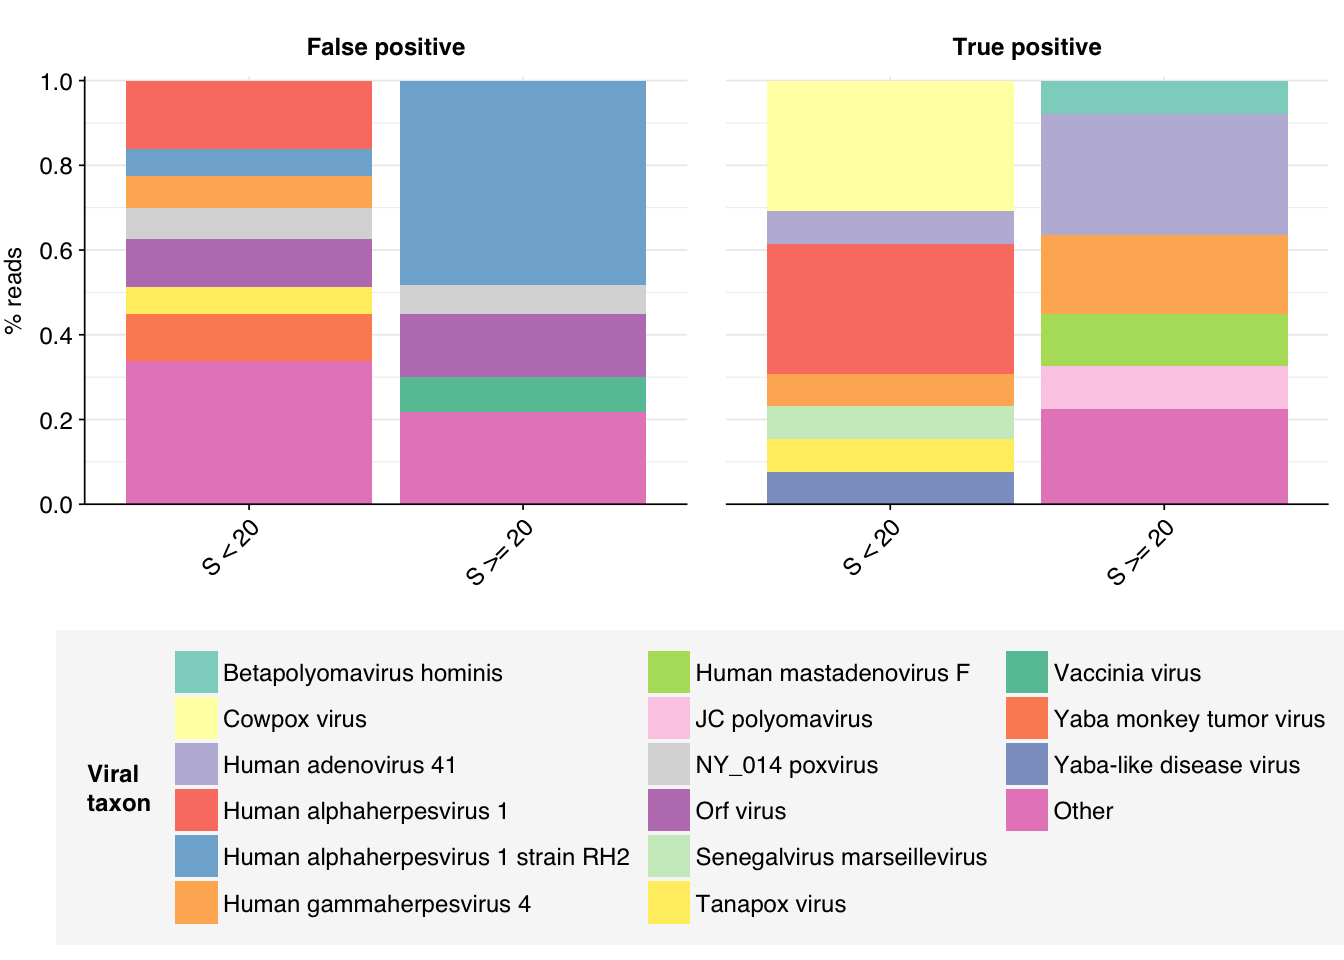 False positive
True positive
% reads
1.0
0.8
0.6
0.4
0.2
0.0
S < 20
S >= 20
S < 20
S >= 20
Viral
taxon
Betapolyomavirus hominis
Cowpox virus
Human adenovirus 41
Human alphaherpesvirus 1
Human alphaherpesvirus 1 strain RH2
Human gammaherpesvirus 4
Human mastadenovirus F
JC polyomavirus
NY_014 poxvirus
Orf virus
Senegalvirus marseillevirus
Tanapox virus
Vaccinia virus
Yaba monkey tumor virus
Yaba-like disease virus
Other